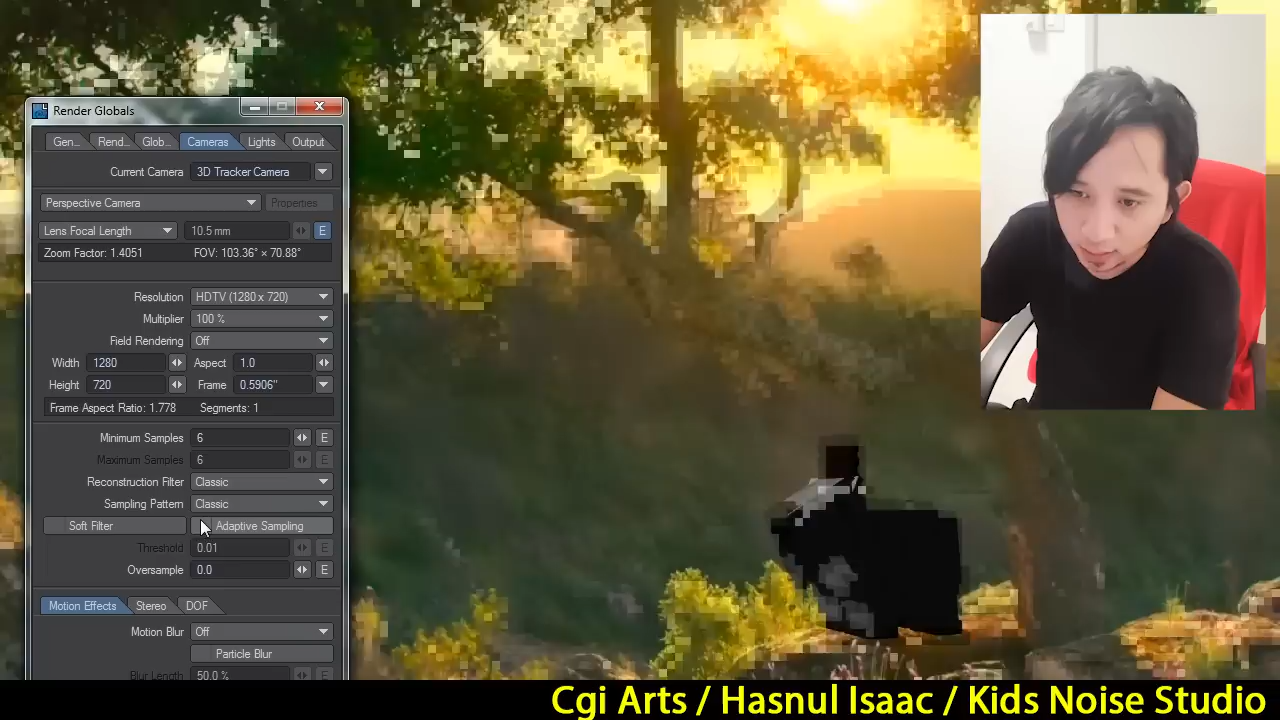 Render Globals
Gen... Rend... Glob... Cameras Lights Output
Current Camera 3D Tracker Camera
Perspective Camera Properties
Lens Focal Length 10.5 mm E
Zoom Factor: 1.4051 FOV: 103.36° × 70.88°
Resolution HDTV (1280 x 720)
Multiplier 100 %
Field Rendering Off
Width 1280 Aspect 1.0
Height 720 Frame 0.5906"
Frame Aspect Ratio: 1.778 Segments: 1
Minimum Samples 6 E
Maximum Samples 6 E
Reconstruction Filter Classic
Sampling Pattern Classic
Soft Filter Adaptive Sampling
Threshold 0.01 E
Oversample 0.0 E
Motion Effects Stereo DOF
Motion Blur Off
Particle Blur
Blur Length 50.0 % E
Cgi Arts / Hasnul Isaac / Kids Noise Studio